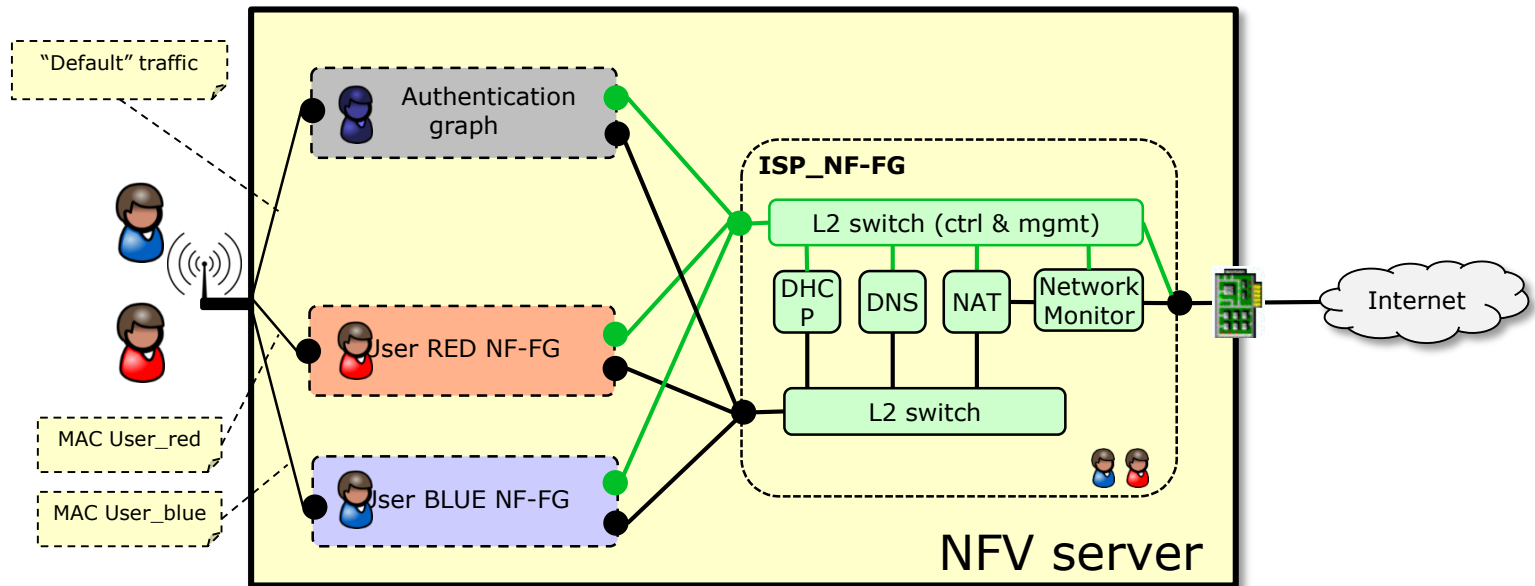 “Default” traffic
Authentication
graph
ISP_NF-FG
L2 switch (ctrl & mgmt)
DHC
P
DNS
NAT
Network
Monitor
Internet
User RED NF-FG
L2 switch
MAC User_red
User BLUE NF-FG
MAC User_blue
NFV server